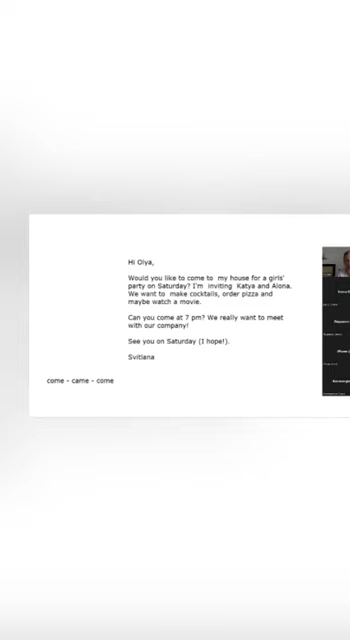 Hi Olya,
Would you like to come to  my house for a girls'
party on Saturday? I'm  inviting  Katya and Alona.
We want to  make cocktails, order pizza and
maybe watch a movie.
Can you come at 7 pm? We really want to meet
with our company!
See you on Saturday (I hope!).
Svitlana
come - came - come